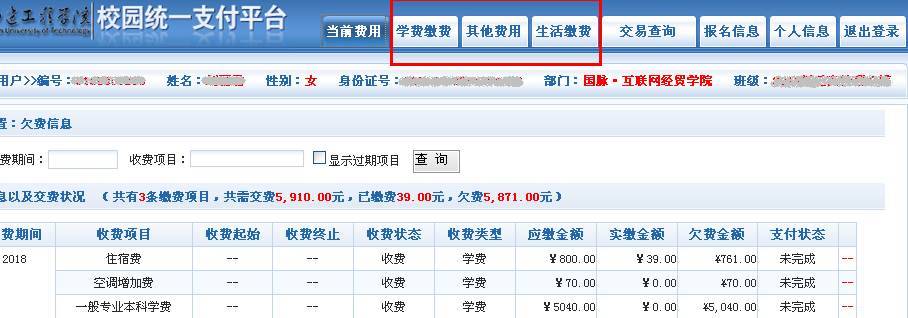 工程学院 校园统一支付平台
University of Technology
当前费用 学费缴费 其他费用 生活缴费 交易查询 报名信息 个人信息 退出登录
用户>>编号： 姓名： 性别：女 身份证号： 部门：国脉·互联网经贸学院 班级：
置：欠费信息
费期间： 收费项目： 显示过期项目 查 询
息以及交费状况 （共有3条缴费项目，共需交费5,910.00元，已缴费39.00元，欠费5,871.00元）
费期间 收费项目 收费起始 收费终止 收费状态 收费类型 应缴金额 实缴金额 欠费金额 支付状态
2018 住宿费 -- -- 收费 学费 ¥800.00 ¥39.00 ¥761.00 未完成 --
空调增加费 -- -- 收费 学费 ¥70.00 ¥0.00 ¥70.00 未完成 --
一般专业本科学费 -- -- 收费 学费 ¥5040.00 ¥0.00 ¥5,040.00 未完成 --